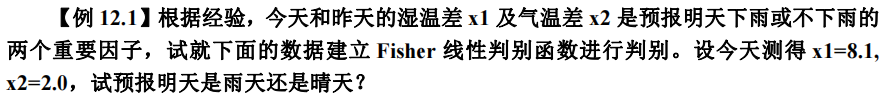 【例 12.1】根据经验，今天和昨天的湿温差 x1 及气温差 x2 是预报明天下雨或不下雨的
两个重要因子，试就下面的数据建立 Fisher 线性判别函数进行判别。设今天测得 x1=8.1,
x2=2.0，试预报明天是雨天还是晴天？